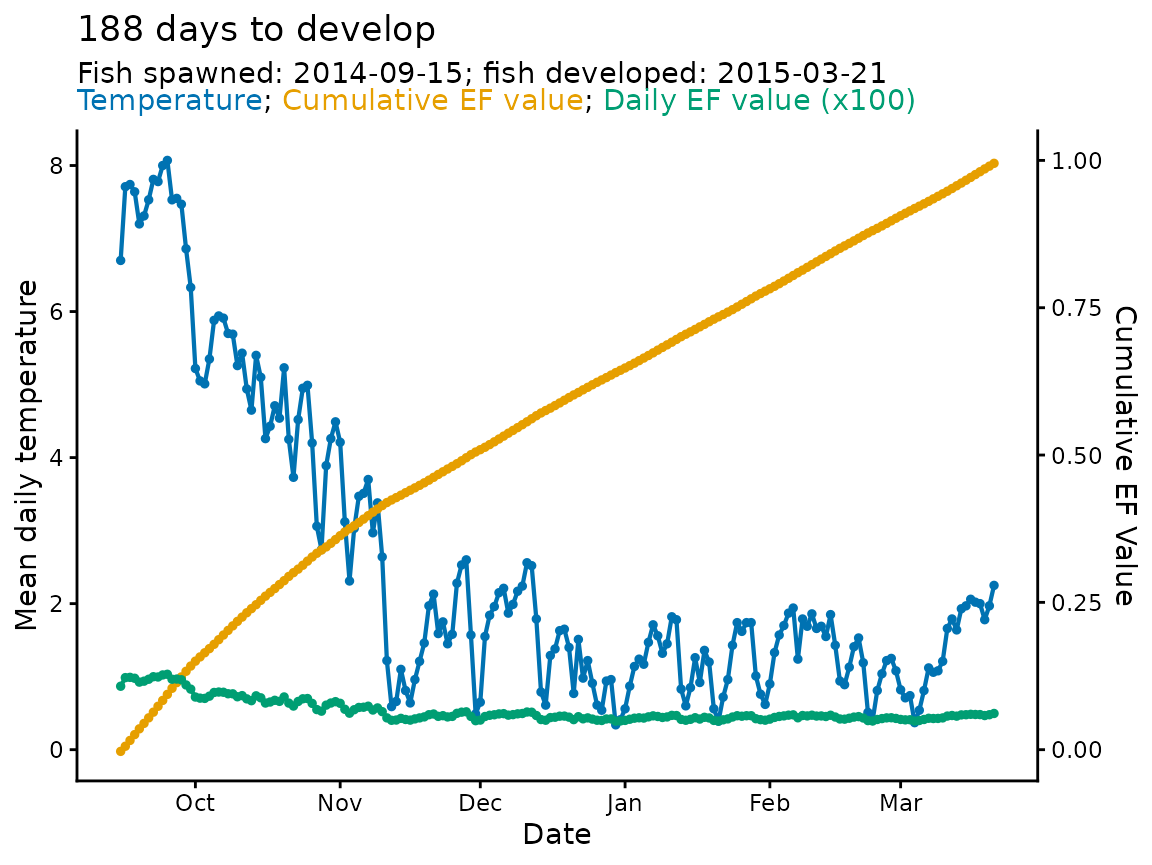 188 days to develop
Fish spawned: 2014-09-15; fish developed: 2015-03-21
Temperature; Cumulative EF value; Daily EF value (x100)
Mean daily temperature
8
6
4
2
0
1.00
0.75
0.50
0.25
0.00
Cumulative EF Value
Oct
Nov
Dec
Jan
Feb
Mar
Date